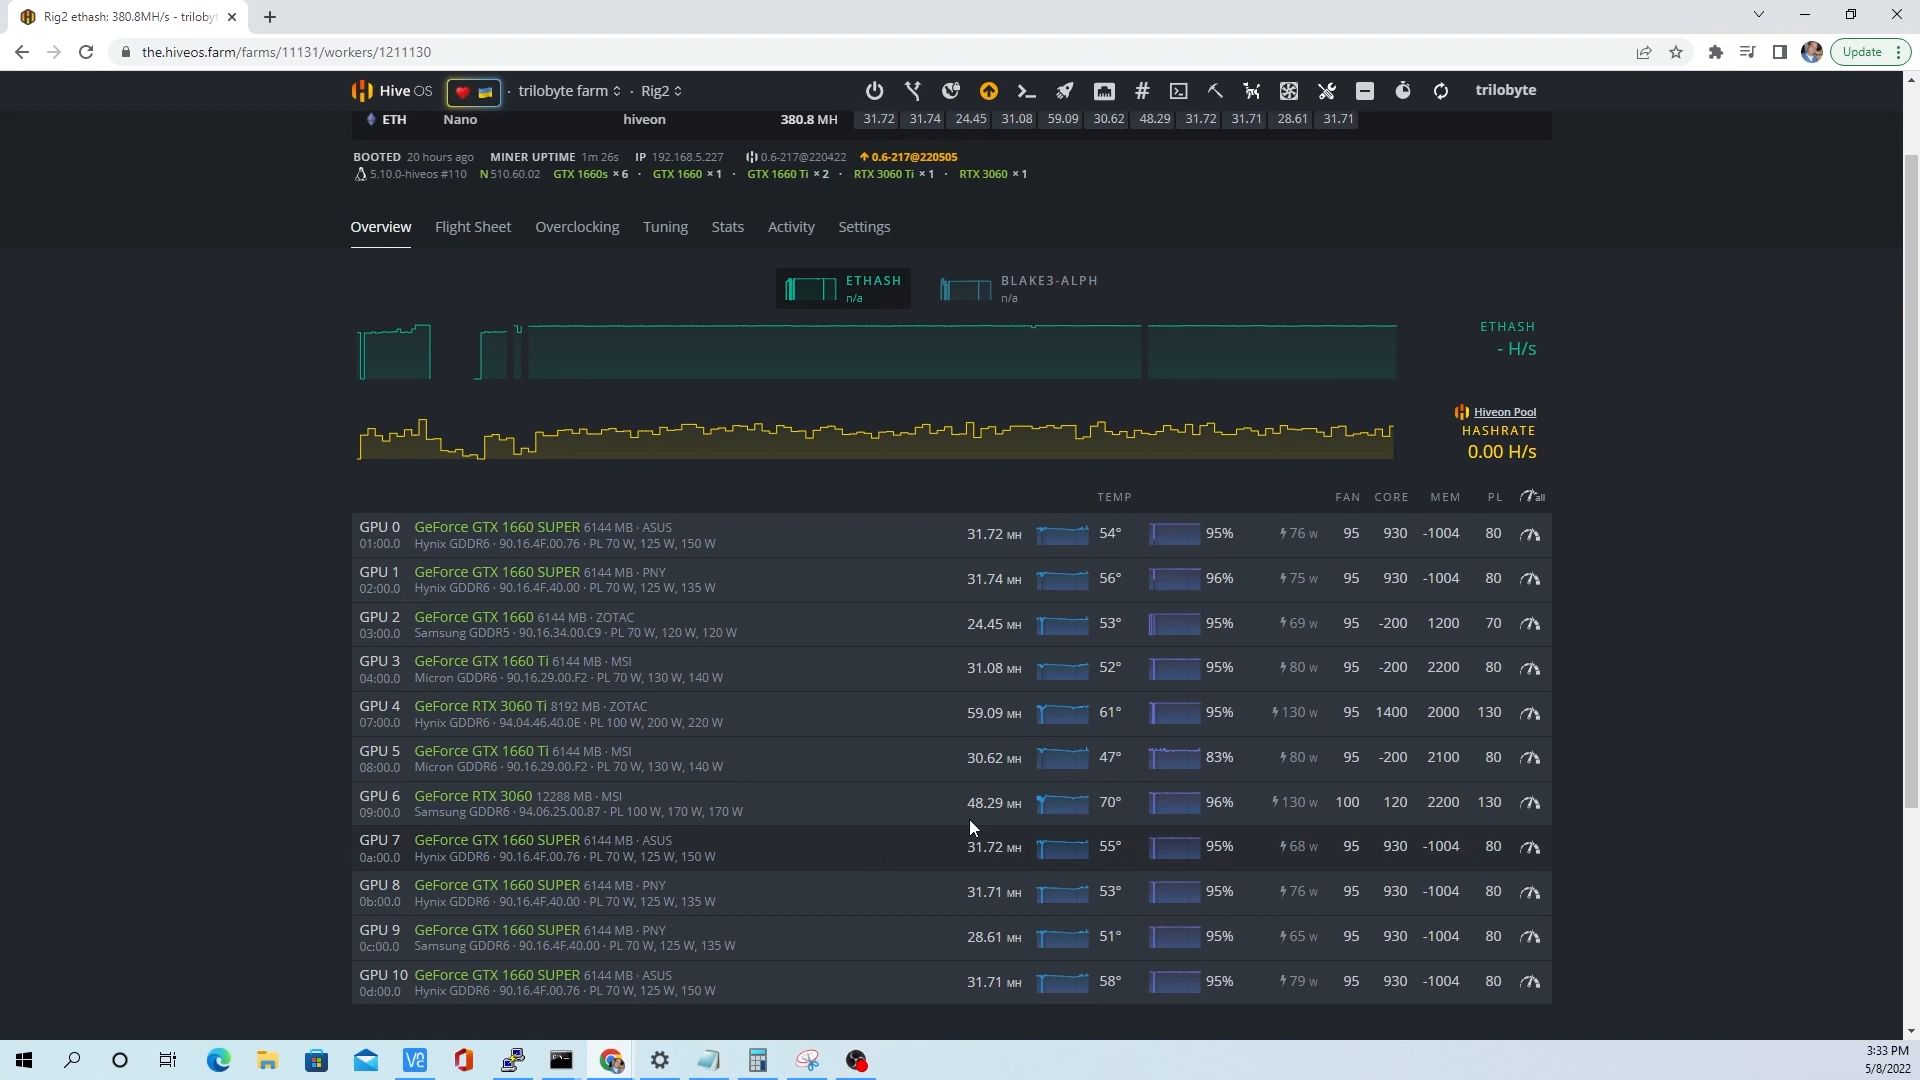 Rig2 ethash: 380.8MH/s - triloby
the.hiveos.farm/farms/11131/workers/1211130
Update
Hive OS · trilobyte farm · Rig2
trilobyte
ETH Nano hiveon 380.8 MH 31.72 31.74 24.45 31.08 59.09 30.62 48.29 31.72 31.71 28.61 31.71
BOOTED 20 hours ago MINER UPTIME 1m 26s IP 192.168.5.227 0.6-217@220422 0.6-217@220505
5.10.0-hiveos #110 N 510.60.02 GTX 1660s × 6 · GTX 1660 × 1 · GTX 1660 Ti × 2 · RTX 3060 Ti × 1 · RTX 3060 × 1
Overview Flight Sheet Overclocking Tuning Stats Activity Settings
ETHASH BLAKE3-ALPH
n/a n/a
ETHASH
- H/s
Hiveon Pool
HASHRATE
0.00 H/s
TEMP FAN CORE MEM PL all
GPU 0 GeForce GTX 1660 SUPER 6144 MB · ASUS
01:00.0 Hynix GDDR6 · 90.16.4F.00.76 · PL 70 W, 125 W, 150 W
31.72 MH 54° 95% 76 W 95 930 -1004 80
GPU 1 GeForce GTX 1660 SUPER 6144 MB · PNY
02:00.0 Hynix GDDR6 · 90.16.4F.40.00 · PL 70 W, 125 W, 135 W
31.74 MH 56° 96% 75 W 95 930 -1004 80
GPU 2 GeForce GTX 1660 6144 MB · ZOTAC
03:00.0 Samsung GDDR5 · 90.16.34.00.C9 · PL 70 W, 120 W, 120 W
24.45 MH 53° 95% 69 W 95 -200 1200 70
GPU 3 GeForce GTX 1660 Ti 6144 MB · MSI
04:00.0 Micron GDDR6 · 90.16.29.00.F2 · PL 70 W, 130 W, 140 W
31.08 MH 52° 95% 80 W 95 -200 2200 80
GPU 4 GeForce RTX 3060 Ti 8192 MB · ZOTAC
07:00.0 Hynix GDDR6 · 94.04.46.40.0E · PL 100 W, 200 W, 220 W
59.09 MH 61° 95% 130 W 95 1400 2000 130
GPU 5 GeForce GTX 1660 Ti 6144 MB · MSI
08:00.0 Micron GDDR6 · 90.16.29.00.F2 · PL 70 W, 130 W, 140 W
30.62 MH 47° 83% 80 W 95 -200 2100 80
GPU 6 GeForce RTX 3060 12288 MB · MSI
09:00.0 Samsung GDDR6 · 94.06.25.00.87 · PL 100 W, 170 W, 170 W
48.29 MH 70° 96% 130 W 100 120 2200 130
GPU 7 GeForce GTX 1660 SUPER 6144 MB · ASUS
0a:00.0 Hynix GDDR6 · 90.16.4F.00.76 · PL 70 W, 125 W, 150 W
31.72 MH 55° 95% 68 W 95 930 -1004 80
GPU 8 GeForce GTX 1660 SUPER 6144 MB · PNY
0b:00.0 Hynix GDDR6 · 90.16.4F.40.00 · PL 70 W, 125 W, 135 W
31.71 MH 53° 95% 76 W 95 930 -1004 80
GPU 9 GeForce GTX 1660 SUPER 6144 MB · PNY
0c:00.0 Samsung GDDR6 · 90.16.4F.40.00 · PL 70 W, 125 W, 135 W
28.61 MH 51° 95% 65 W 95 930 -1004 80
GPU 10 GeForce GTX 1660 SUPER 6144 MB · ASUS
0d:00.0 Hynix GDDR6 · 90.16.4F.00.76 · PL 70 W, 125 W, 150 W
31.71 MH 58° 95% 79 W 95 930 -1004 80
3:33 PM
5/8/2022